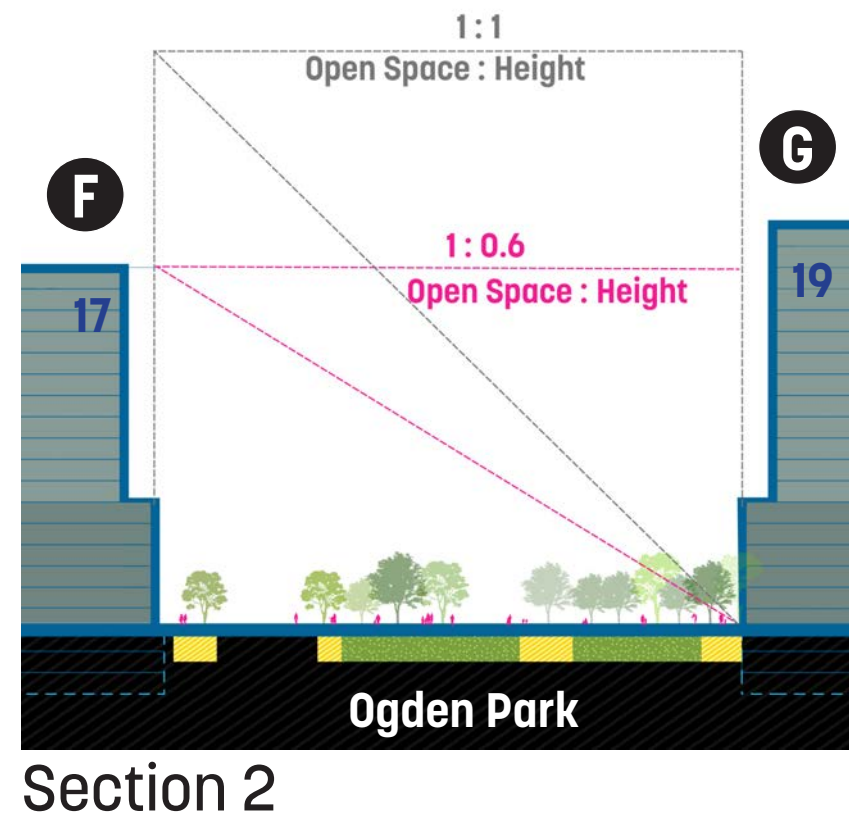 1 : 1
Open Space : Height
G
F
1 : 0.6
Open Space : Height
19
17
Ogden Park
Section 2